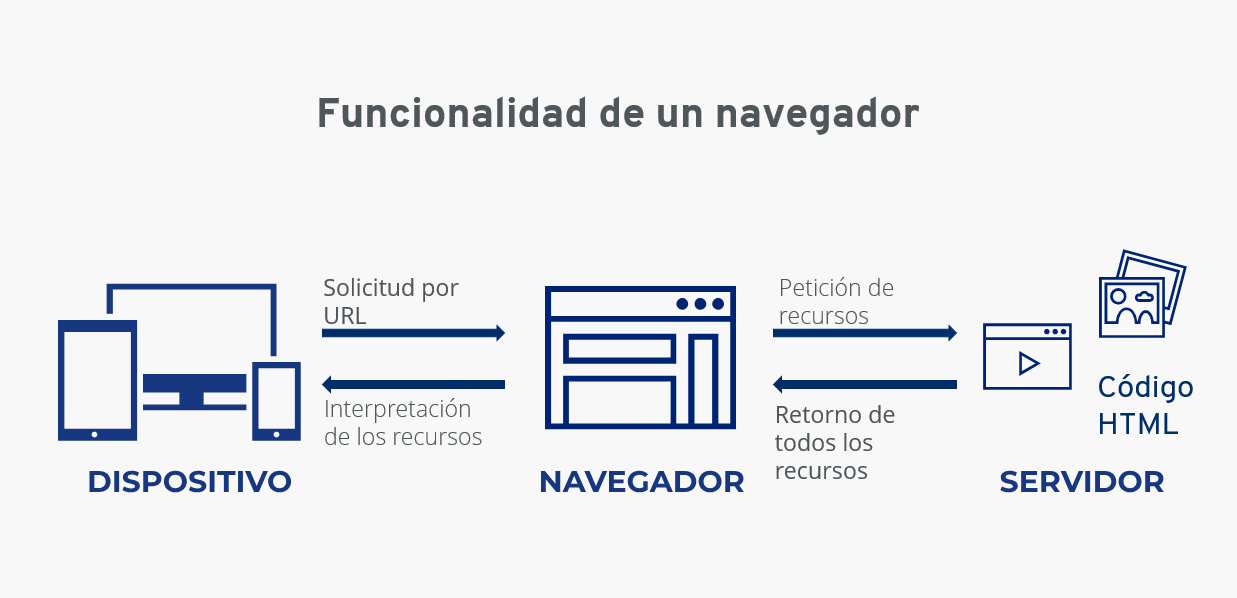 Funcionalidad de un navegador
Solicitud por
URL
Interpretación
de los recursos
Petición de
recursos
Retorno de
todos los
recursos
Código
HTML
DISPOSITIVO
NAVEGADOR
SERVIDOR